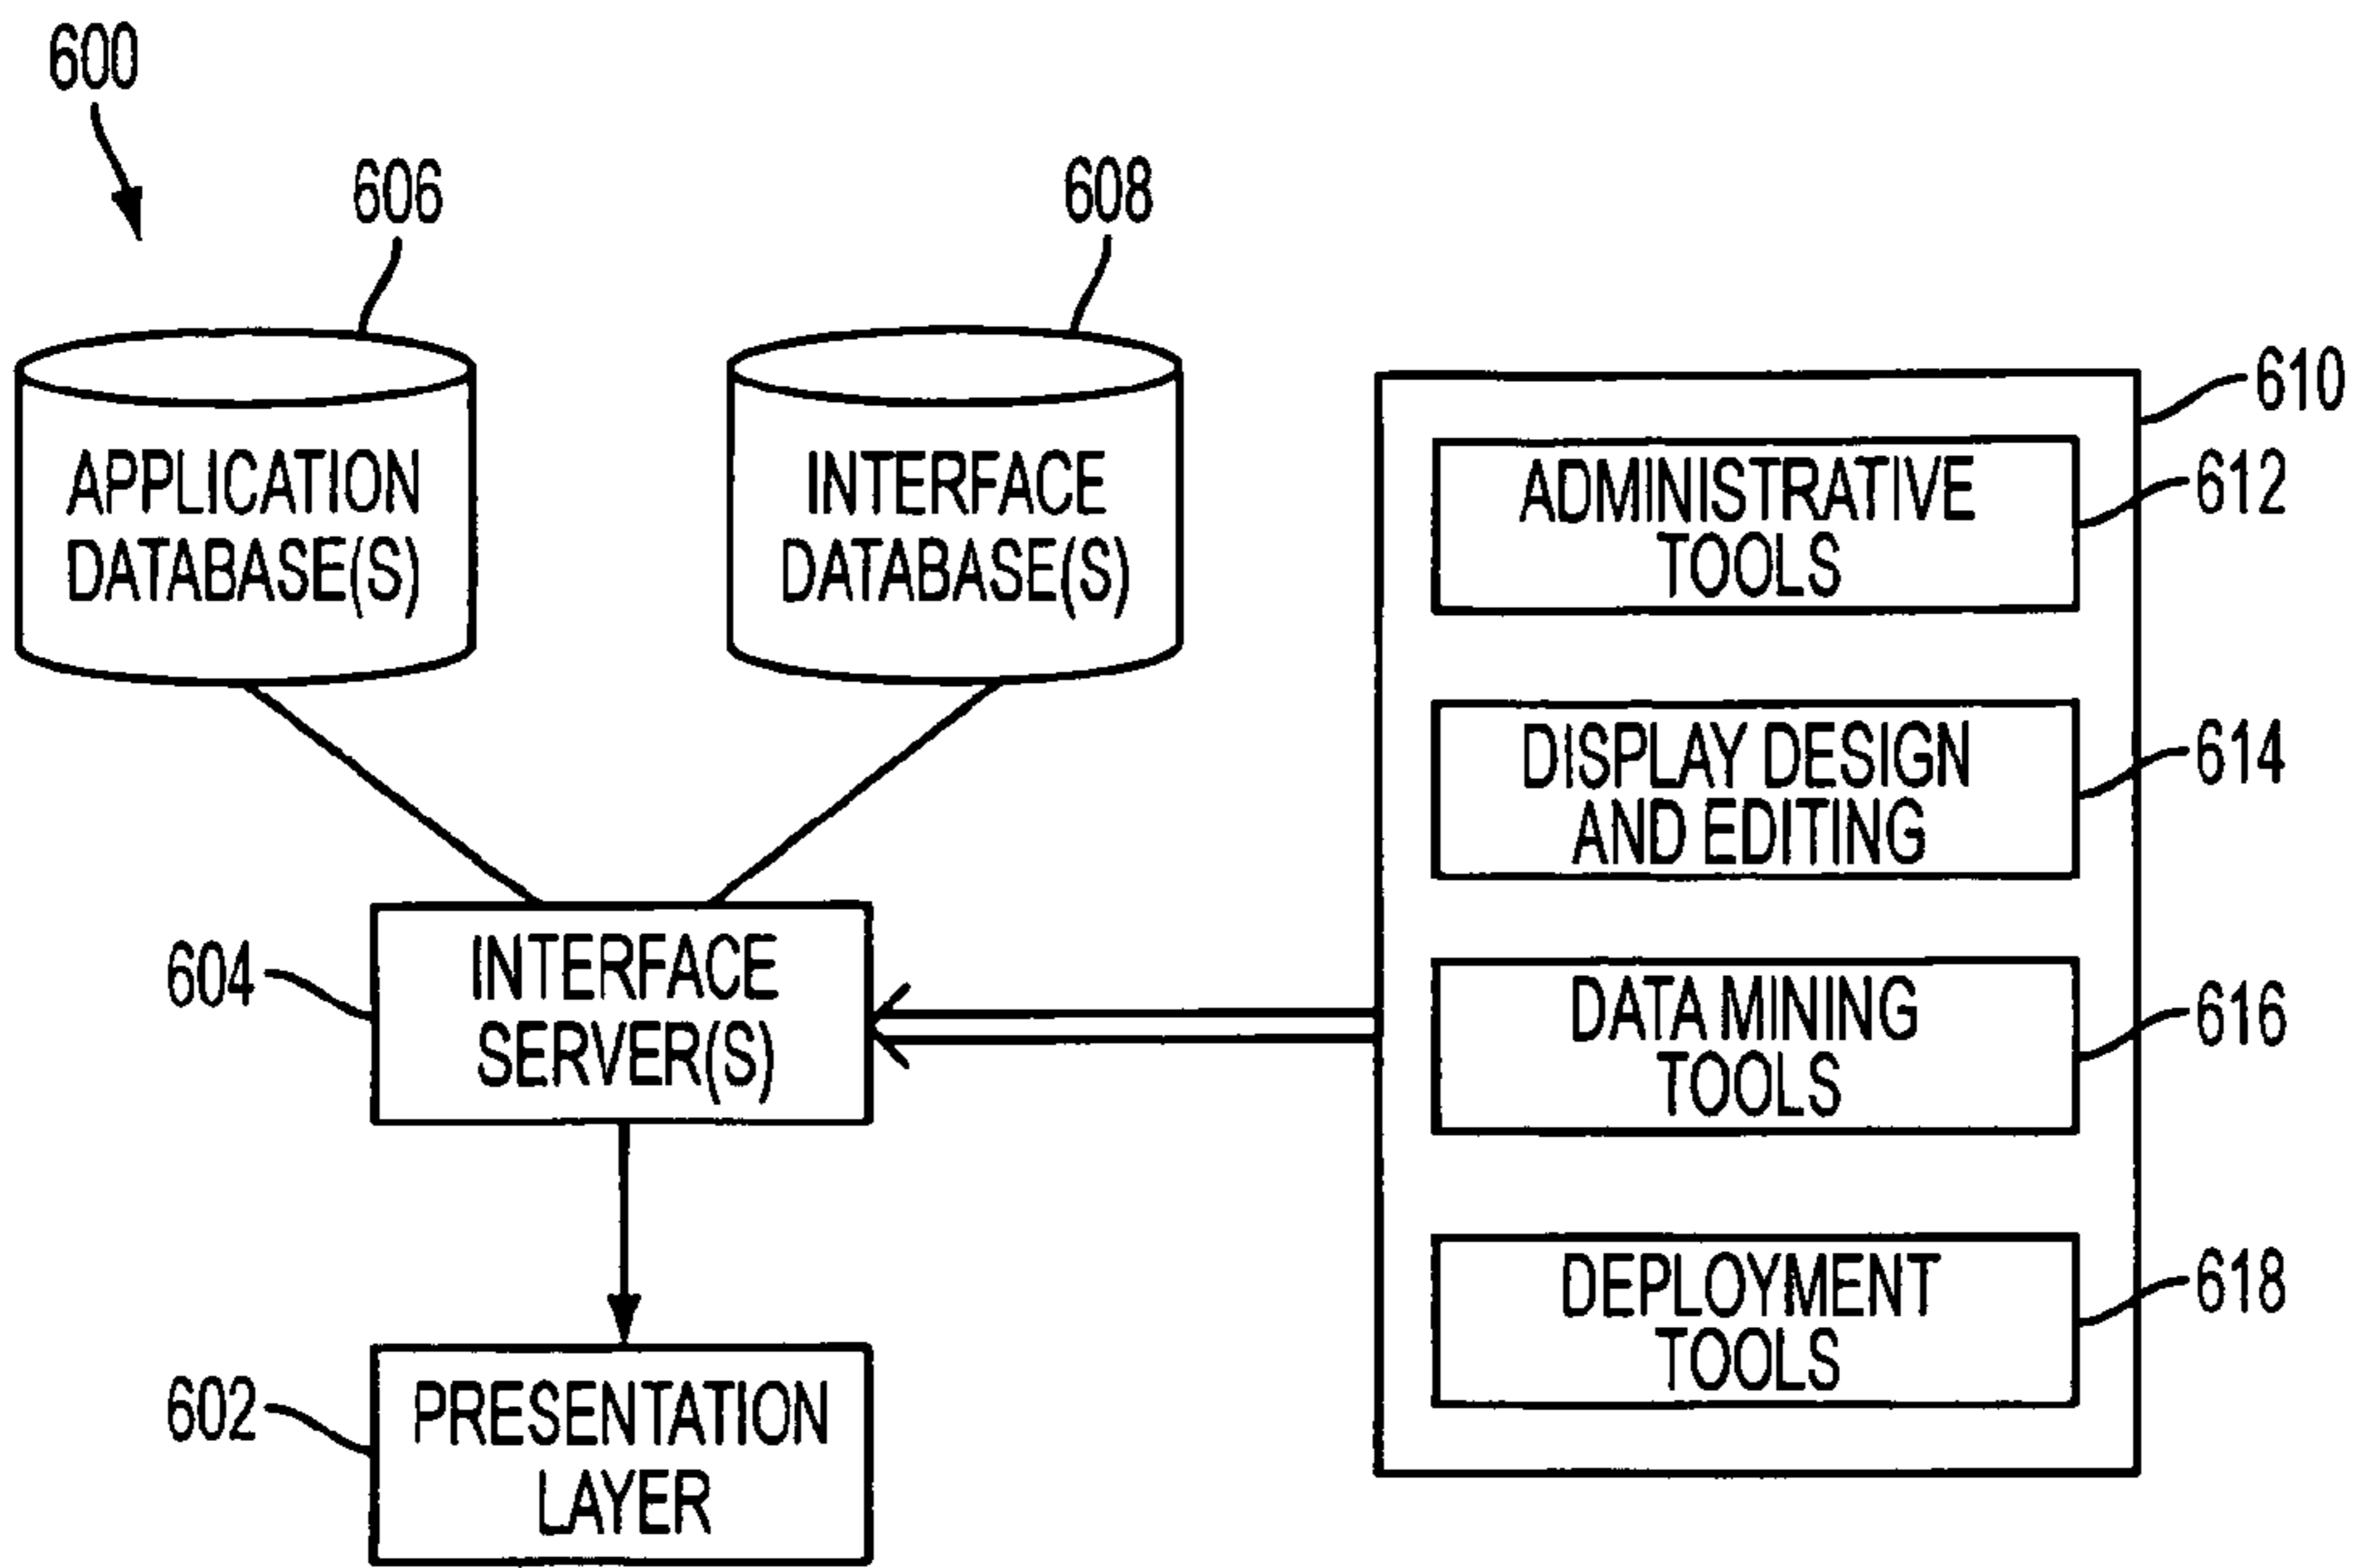 600
606
608
APPLICATION
DATABASE(S)
INTERFACE
DATABASE(S)
610
ADMINISTRATIVE
TOOLS
612
DISPLAY DESIGN
AND EDITING
614
604
INTERFACE
SERVER(S)
DATA MINING
TOOLS
616
DEPLOYMENT
TOOLS
618
602
PRESENTATION
LAYER